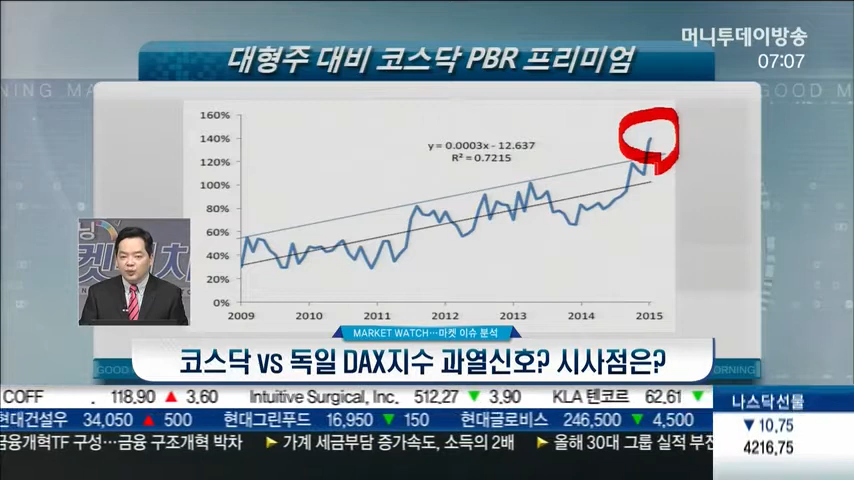 머니투데이방송
07:07
대형주 대비 코스닥 PBR 프리미엄
NING
GOOD M
160%
140%
120%
100%
80%
60%
40%
20%
0%
y = 0.0003x - 12.637
R² = 0.7215
2009 2010 2011 2012 2013 2014 2015
닝
켓
MARKET WATCH…마켓 이슈 분석
코스닥 vs 독일 DAX지수 과열신호? 시사점은?
GOOD
ORNING
COFF 118,90 ▲ 3,60 Intuitive Surgical, Inc. 512,27 ▼ 3,90 KLA 텐코르 62,61 ▼
현대건설우 34,050 ▲ 500 현대그린푸드 16,950 ▼ 150 현대글로비스 246,500 ▼ 4,500
금융개혁TF 구성…금융 구조개혁 박차 ▶ 가계 세금부담 증가속도, 소득의 2배 ▶ 올해 30대 그룹 실적 부진
나스닥선물
▼ 10,75
4216,75